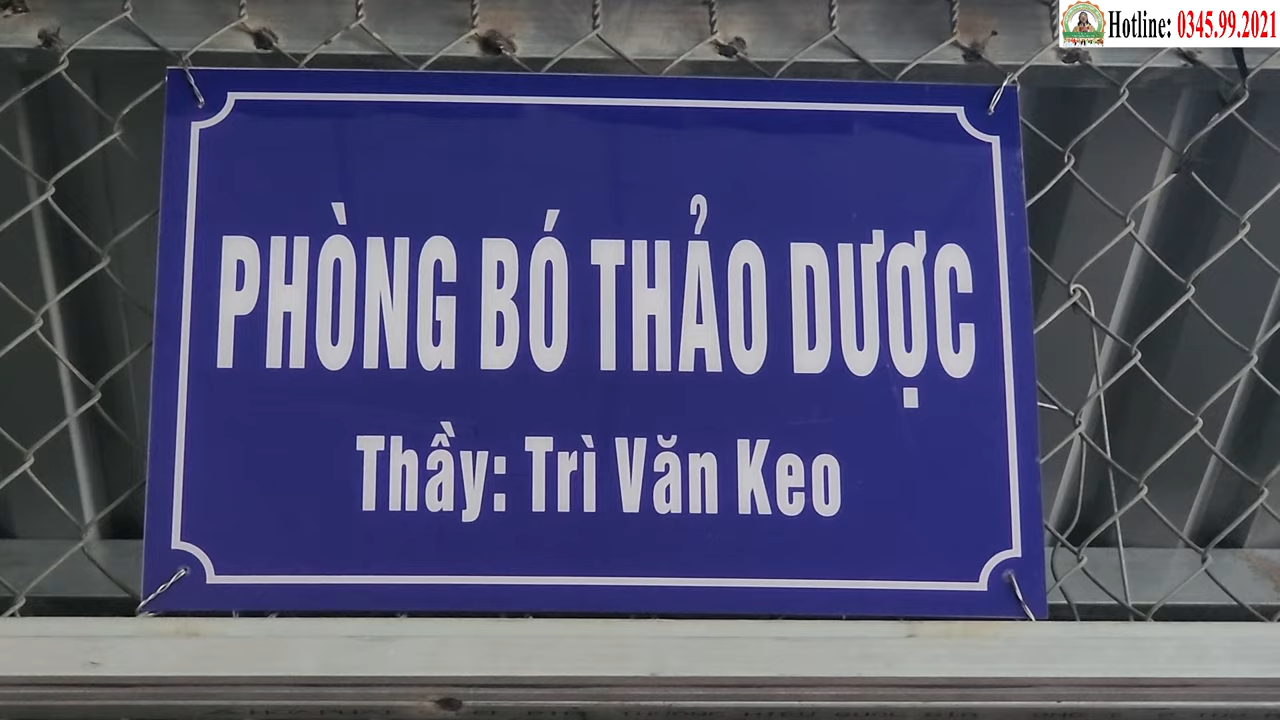 Hotline: 0345.99.2021
PHÒNG BÓ THẢO DƯỢC
Thầy: Trì Văn Keo